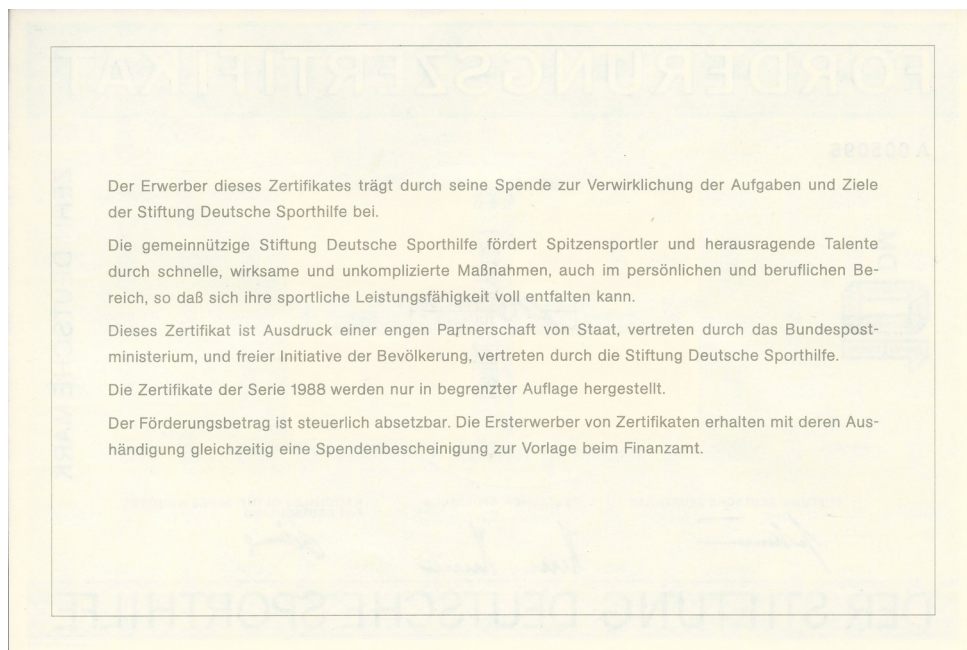 Der Erwerber dieses Zertifikates trägt durch seine Spende zur Verwirklichung der Aufgaben und Ziele
der Stiftung Deutsche Sporthilfe bei.
Die gemeinnützige Stiftung Deutsche Sporthilfe fördert Spitzensportler und herausragende Talente
durch schnelle, wirksame und unkomplizierte Maßnahmen, auch im persönlichen und beruflichen Be-
reich, so daß sich ihre sportliche Leistungsfähigkeit voll entfalten kann.
Dieses Zertifikat ist Ausdruck einer engen Partnerschaft von Staat, vertreten durch das Bundespost-
ministerium, und freier Initiative der Bevölkerung, vertreten durch die Stiftung Deutsche Sporthilfe.
Die Zertifikate der Serie 1988 werden nur in begrenzter Auflage hergestellt.
Der Förderungsbetrag ist steuerlich absetzbar. Die Ersterwerber von Zertifikaten erhalten mit deren Aus-
händigung gleichzeitig eine Spendenbescheinigung zur Vorlage beim Finanzamt.